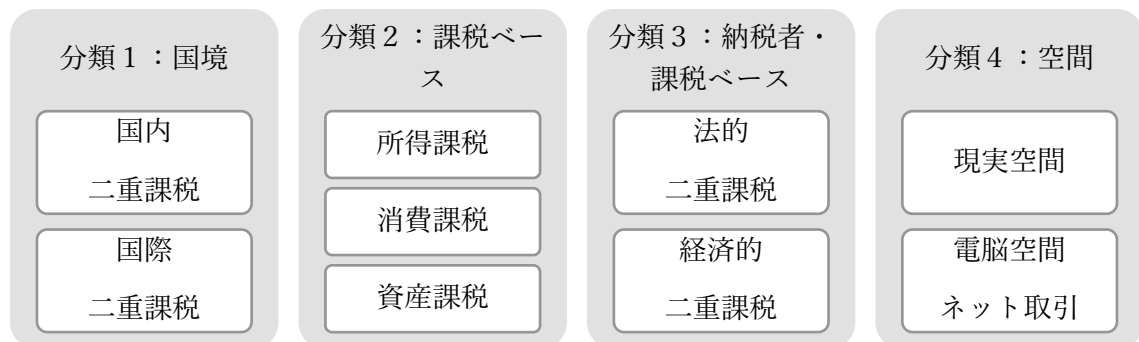 分類1:国境
国内
二重課税
国際
二重課税
分類2:課税ベー
ス
所得課税
消費課税
資産課税
分類3:納税者・
課税ベース
法的
二重課税
経済的
二重課税
分類4:空間
現実空間
電脳空間
ネット取引